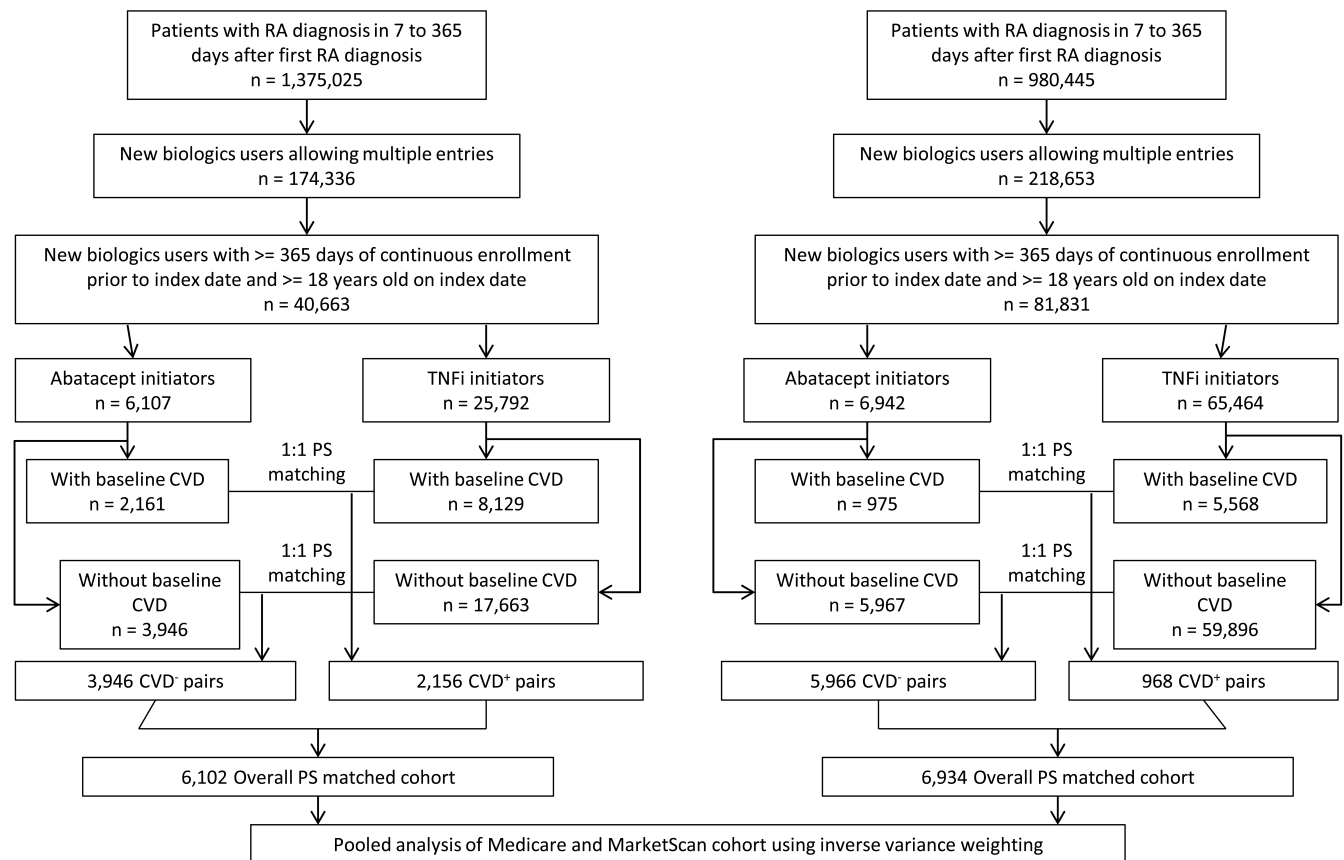 Patients with RA diagnosis in 7 to 365
days after first RA diagnosis
n = 1,375,025
New biologics users allowing multiple entries
n = 174,336
New biologics users with >= 365 days of continuous enrollment
prior to index date and >= 18 years old on index date
n = 40,663
Abatacept initiators
n = 6,107
TNFi initiators
n = 25,792
With baseline CVD
n = 2,161
1:1 PS
matching
With baseline CVD
n = 8,129
Without baseline
CVD
n = 3,946
1:1 PS
matching
Without baseline CVD
n = 17,663
3,946 CVD⁻ pairs
2,156 CVD⁺ pairs
6,102 Overall PS matched cohort
Patients with RA diagnosis in 7 to 365
days after first RA diagnosis
n = 980,445
New biologics users allowing multiple entries
n = 218,653
New biologics users with >= 365 days of continuous enrollment
prior to index date and >= 18 years old on index date
n = 81,831
Abatacept initiators
n = 6,942
TNFi initiators
n = 65,464
With baseline CVD
n = 975
1:1 PS
matching
With baseline CVD
n = 5,568
Without baseline CVD
n = 5,967
1:1 PS
matching
Without baseline
CVD
n = 59,896
5,966 CVD⁻ pairs
968 CVD⁺ pairs
6,934 Overall PS matched cohort
Pooled analysis of Medicare and MarketScan cohort using inverse variance weighting